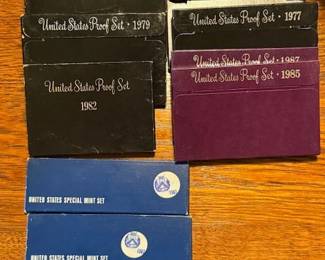 United States Proof Set · 1979
United States Proof Set
1982
United States Proof Set · 1977
United States Proof Set · 1987
United States Proof Set · 1985
UNITED STATES SPECIAL MINT SET
UNITED STATES SPECIAL MINT SET